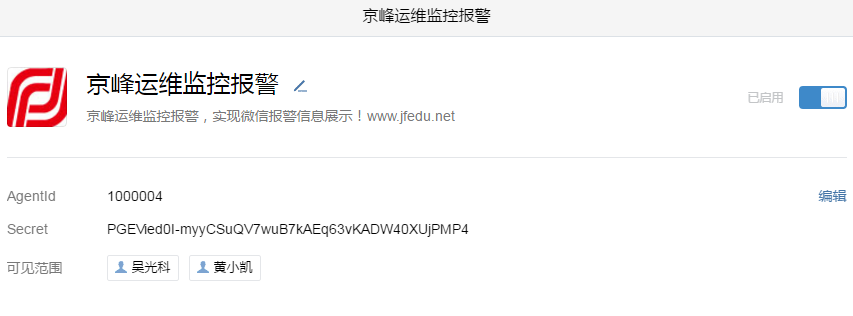 京峰运维监控报警
京峰运维监控报警
京峰运维监控报警，实现微信报警信息展示！www.jfedu.net
已启用
AgentId 1000004 编辑
Secret PGEVied0I-myyCSuQV7wuB7kAEq63vKADW40XUjPMP4
可见范围 吴光科 黄小凯